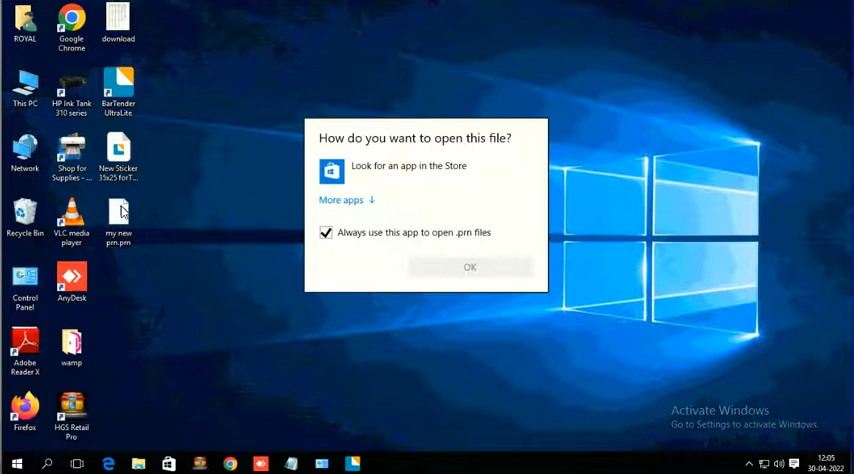 ROYAL
Google
Chrome
download
This PC
HP Ink Tank
310 series
BarTender
UltraLite
Network
Shop for
Supplies - ...
New Sticker
35x25 forT...
Recycle Bin
VLC media
player
my new
prn.prn
Control
Panel
AnyDesk
Adobe
Reader X
wamp
Firefox
HGS Retail
Pro
How do you want to open this file?
Look for an app in the Store
More apps ↓
Always use this app to open .prn files
OK
Activate Windows
Go to Settings to activate Windows.
12:05
30-04-2022